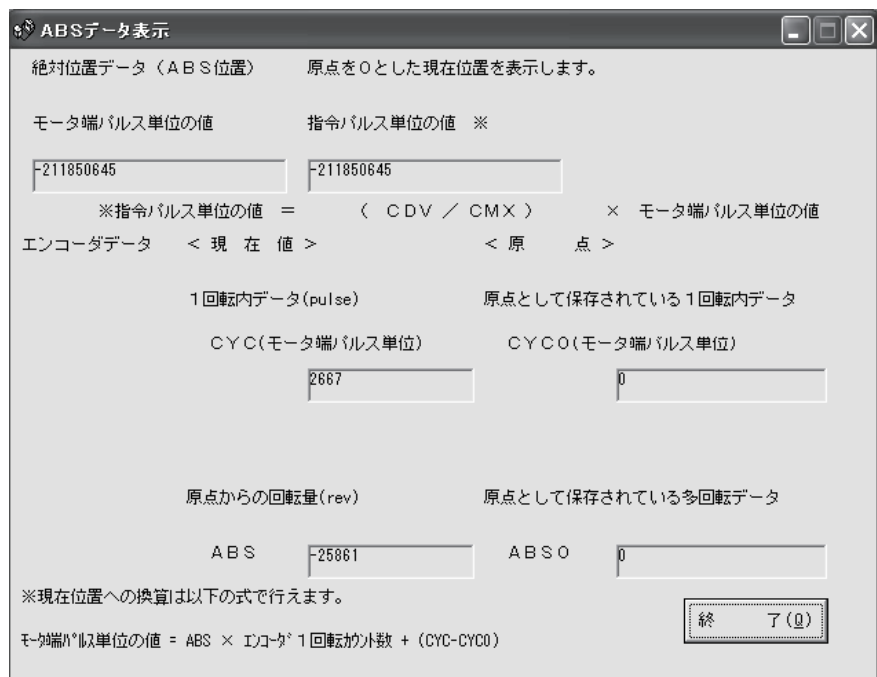 ABSデータ表示
絶対位置データ（ABS位置） 原点を0とした現在位置を表示します。
モータ端パルス単位の値 指令パルス単位の値 ※
-211850645 -211850645
※指令パルス単位の値 ＝ （ CDV ／ CMX ） × モータ端パルス単位の値
エンコーダデータ ＜ 現 在 値 ＞ ＜ 原 点 ＞
1回転内データ(pulse) 原点として保存されている1回転内データ
CYC(モータ端パルス単位) CYC0(モータ端パルス単位)
2667 0
原点からの回転量(rev) 原点として保存されている多回転データ
ABS -25861 ABS0 0
※現在位置への換算は以下の式で行えます。
終 了(Q)
ﾓｰﾀ端ﾊﾟﾙｽ単位の値 = ABS × ｴﾝｺｰﾀﾞ1回転ｶｳﾝﾄ数 + (CYC-CYC0)